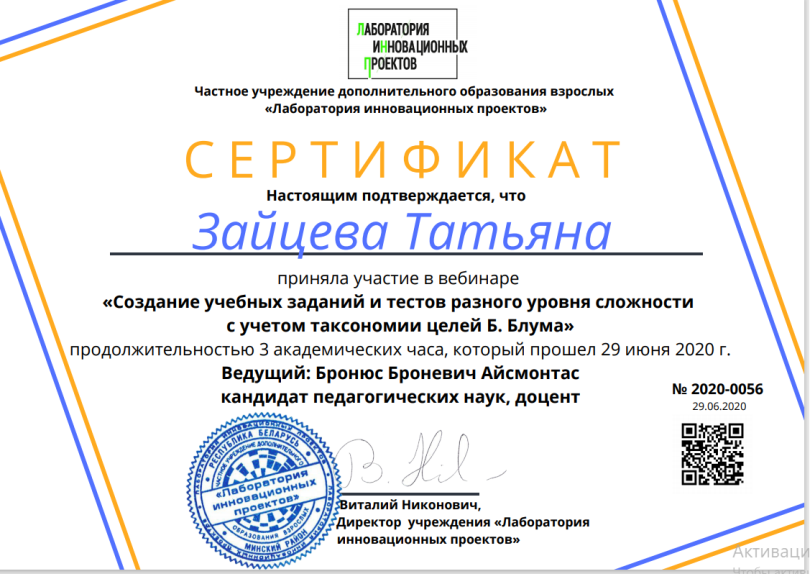 ЛАБОРАТОРИЯ
ИННОВАЦИОННЫХ
ПРОЕКТОВ
Частное учреждение дополнительного образования взрослых
«Лаборатория инновационных проектов»
СЕРТИФИКАТ
Настоящим подтверждается, что
Зайцева Татьяна
приняла участие в вебинаре
«Создание учебных заданий и тестов разного уровня сложности
с учетом таксономии целей Б. Блума»
продолжительностью 3 академических часа, который прошел 29 июня 2020 г.
Ведущий: Бронюс Броневич Айсмонтас
кандидат педагогических наук, доцент
№ 2020-0056
29.06.2020
РЕСПУБЛИКА БЕЛАРУСЬ
ЧАСТНОЕ УЧРЕЖДЕНИЕ ДОПОЛНИТЕЛЬНОГО
«Лаборатория
инновационных
проектов»
ОБРАЗОВАНИЯ ВЗРОСЛЫХ
МИНСКИЙ РАЙОН
Виталий Никонович,
Директор учреждения «Лаборатория
инновационных проектов»
Активаци